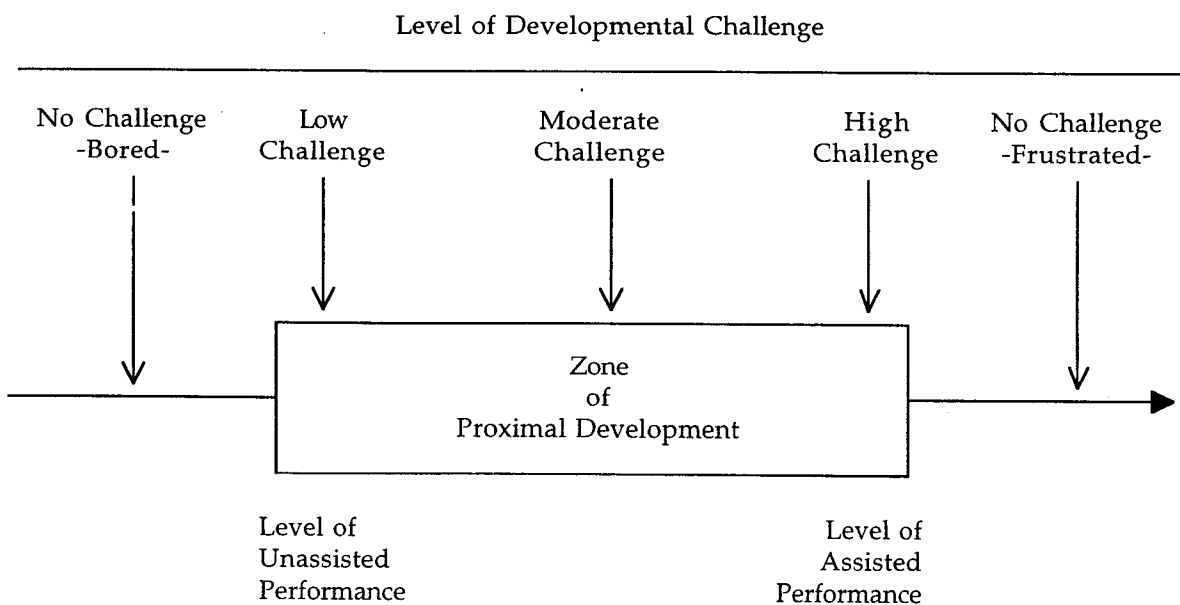 Level of Developmental Challenge
No Challenge
-Bored-
Low
Challenge
Moderate
Challenge
High
Challenge
No Challenge
-Frustrated-
Zone
of
Proximal Development
Level of
Unassisted
Performance
Level of
Assisted
Performance